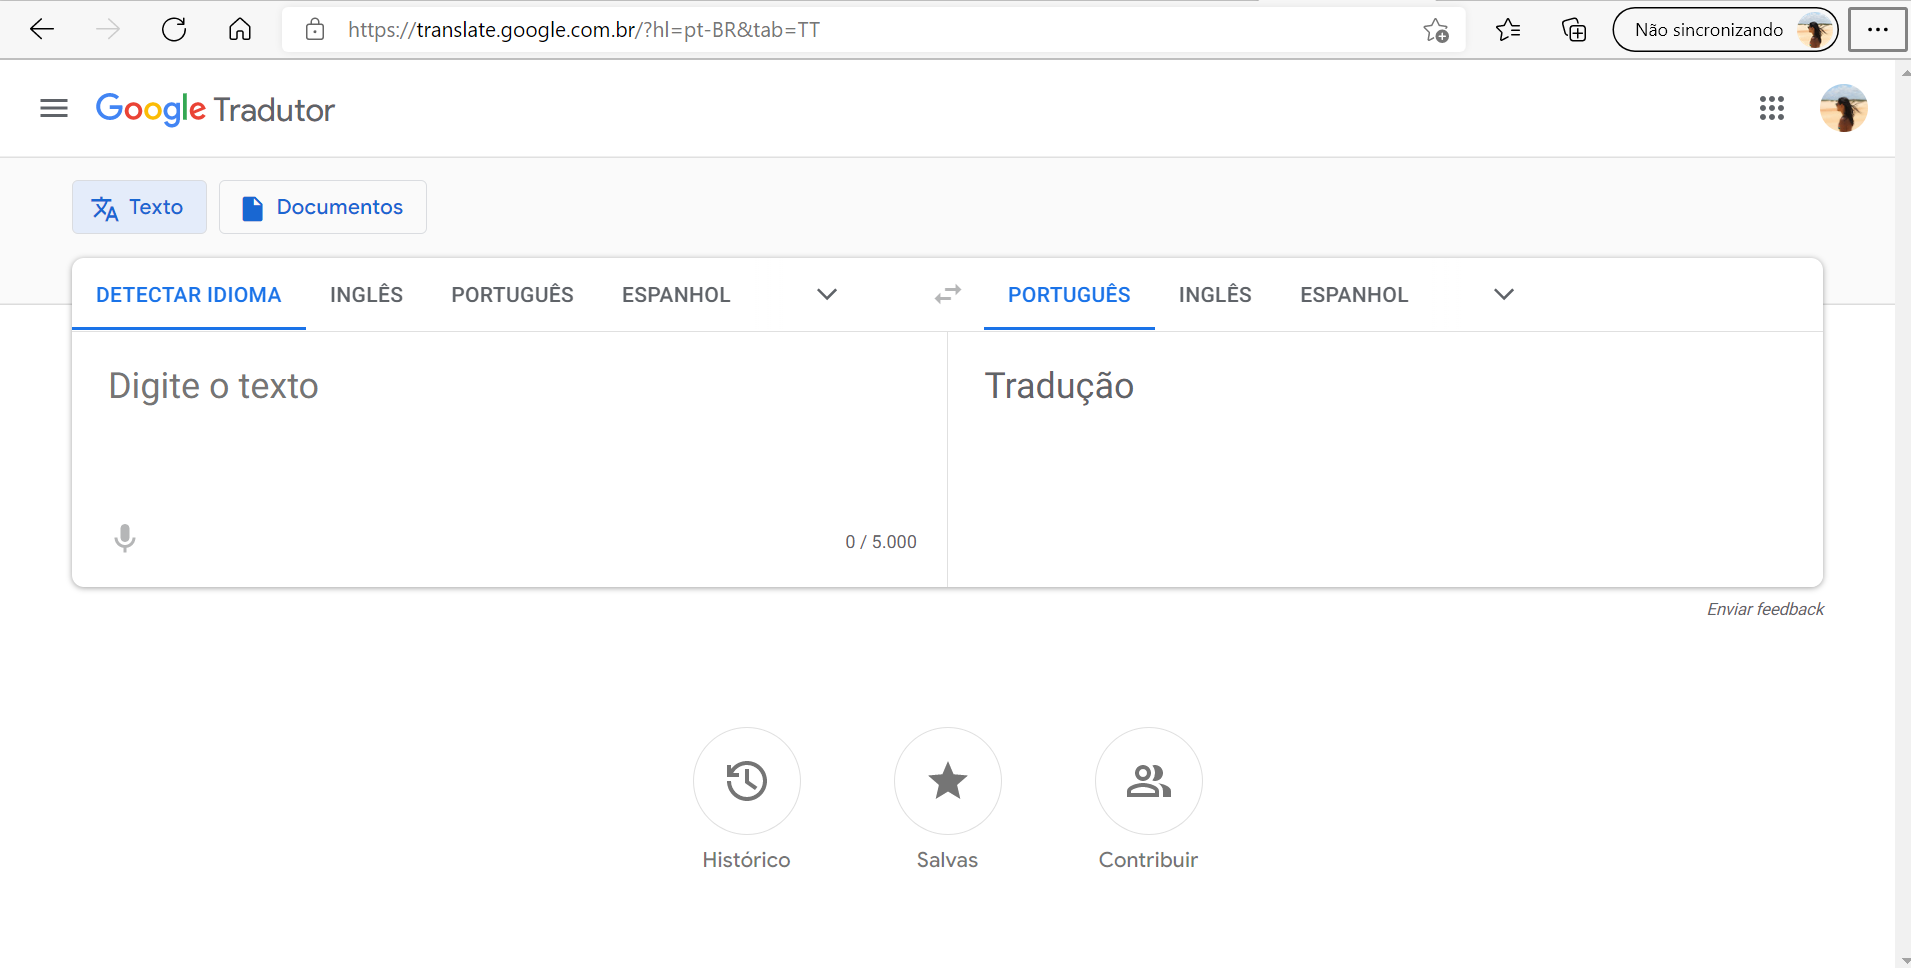 https://translate.google.com.br/?hl=pt-BR&tab=TT
Não sincronizando
Google Tradutor
Texto
Documentos
DETECTAR IDIOMA INGLÊS PORTUGUÊS ESPANHOL
PORTUGUÊS INGLÊS ESPANHOL
Digite o texto
Tradução
0 / 5.000
Enviar feedback
Histórico
Salvas
Contribuir